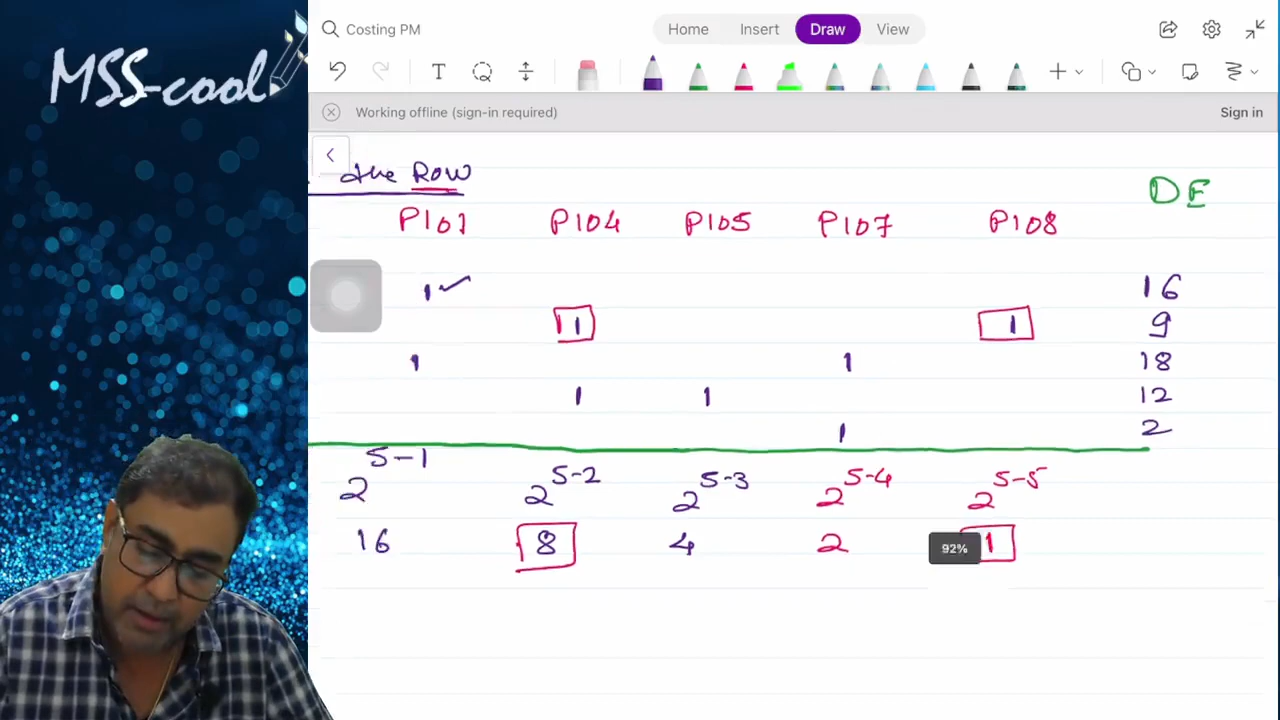 MSS-cool
Costing PM
Home Insert Draw View
Working offline (sign-in required) Sign in
the Row
DE
P101 P104 P105 P107 P108
1 16
1 1 9
1 1 18
1 1 12
1 2
2^5-1 2^5-2 2^5-3 2^5-4 2^5-5
16 8 4 2 1
92%